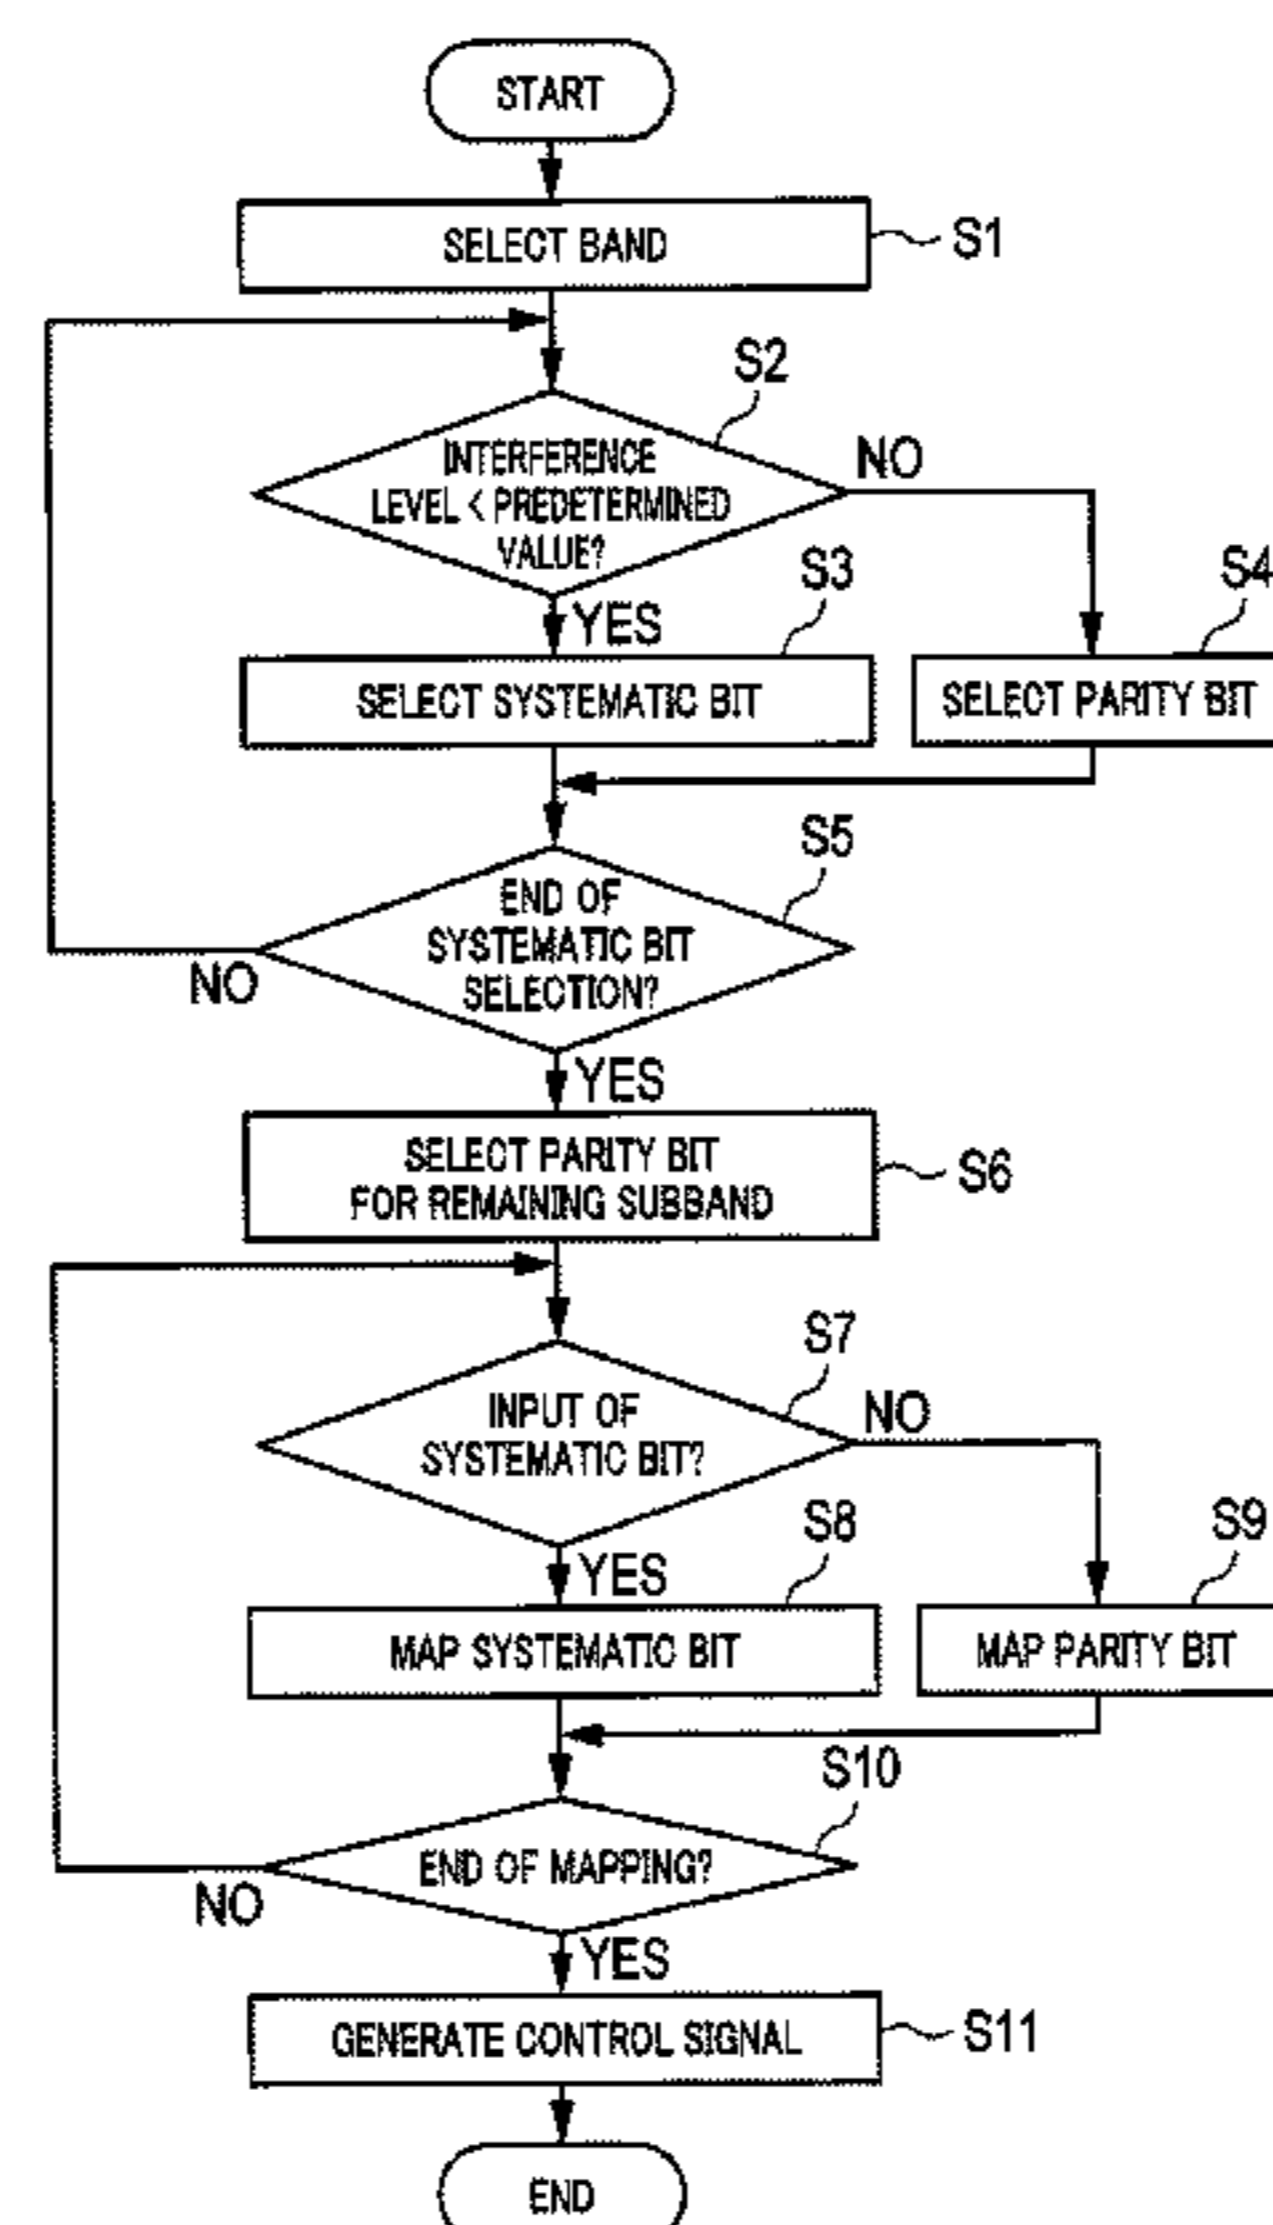 START
SELECT BAND
S1
S2
INTERFERENCE
LEVEL < PREDETERMINED
VALUE?
NO
YES
S3
S4
SELECT SYSTEMATIC BIT
SELECT PARITY BIT
S5
END OF
SYSTEMATIC BIT
SELECTION?
NO
YES
SELECT PARITY BIT
FOR REMAINING SUBBAND
S6
S7
INPUT OF
SYSTEMATIC BIT?
NO
YES
S8
S9
MAP SYSTEMATIC BIT
MAP PARITY BIT
S10
END OF MAPPING?
NO
YES
GENERATE CONTROL SIGNAL
S11
END